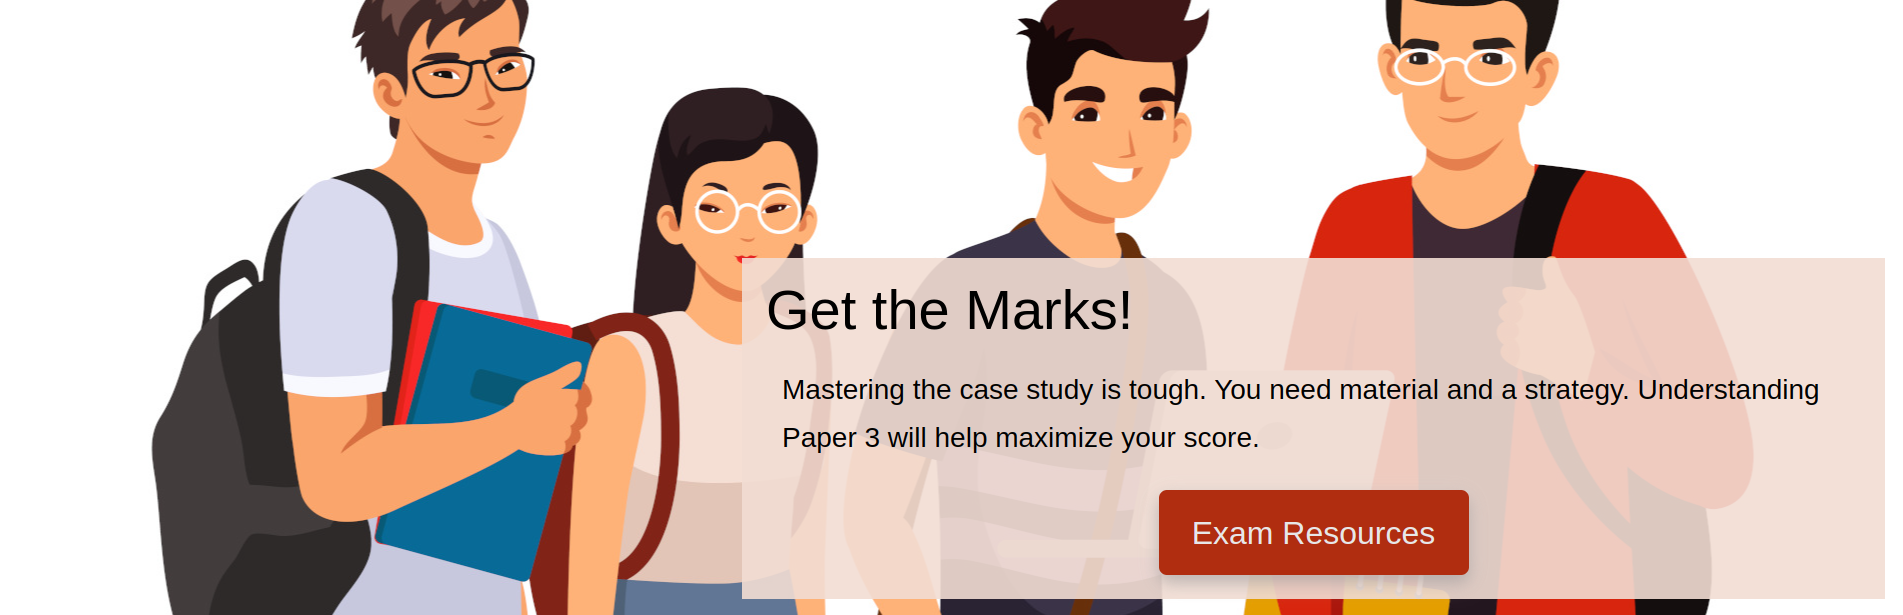 Get the Marks!
Mastering the case study is tough. You need material and a strategy. Understanding
Paper 3 will help maximize your score.
Exam Resources